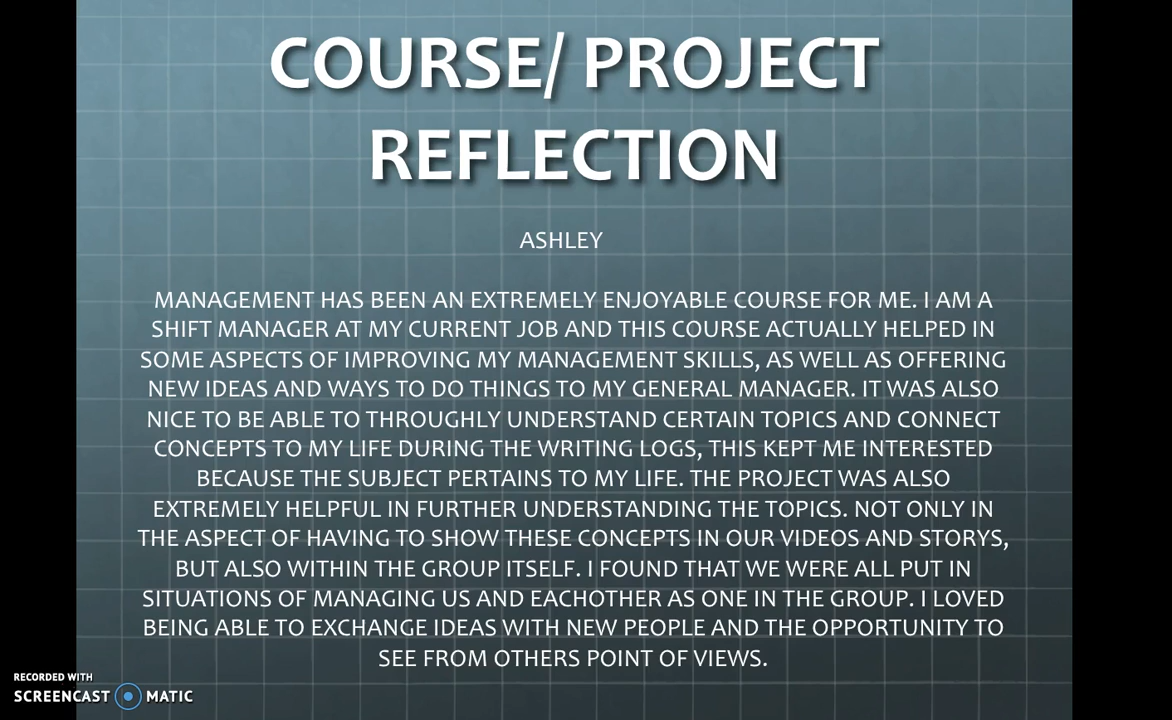 COURSE/ PROJECT
REFLECTION
ASHLEY
MANAGEMENT HAS BEEN AN EXTREMELY ENJOYABLE COURSE FOR ME. I AM A
SHIFT MANAGER AT MY CURRENT JOB AND THIS COURSE ACTUALLY HELPED IN
SOME ASPECTS OF IMPROVING MY MANAGEMENT SKILLS, AS WELL AS OFFERING
NEW IDEAS AND WAYS TO DO THINGS TO MY GENERAL MANAGER. IT WAS ALSO
NICE TO BE ABLE TO THROUGHLY UNDERSTAND CERTAIN TOPICS AND CONNECT
CONCEPTS TO MY LIFE DURING THE WRITING LOGS, THIS KEPT ME INTERESTED
BECAUSE THE SUBJECT PERTAINS TO MY LIFE. THE PROJECT WAS ALSO
EXTREMELY HELPFUL IN FURTHER UNDERSTANDING THE TOPICS. NOT ONLY IN
THE ASPECT OF HAVING TO SHOW THESE CONCEPTS IN OUR VIDEOS AND STORYS,
BUT ALSO WITHIN THE GROUP ITSELF. I FOUND THAT WE WERE ALL PUT IN
SITUATIONS OF MANAGING US AND EACHOTHER AS ONE IN THE GROUP. I LOVED
BEING ABLE TO EXCHANGE IDEAS WITH NEW PEOPLE AND THE OPPORTUNITY TO
SEE FROM OTHERS POINT OF VIEWS.
RECORDED WITH
SCREENCAST MATIC